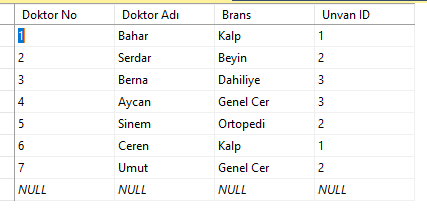 Doktor No Doktor Adı Brans Unvan ID
1 Bahar Kalp 1
2 Serdar Beyin 2
3 Berna Dahiliye 3
4 Aycan Genel Cer 3
5 Sinem Ortopedi 2
6 Ceren Kalp 1
7 Umut Genel Cer 2
NULL NULL NULL NULL